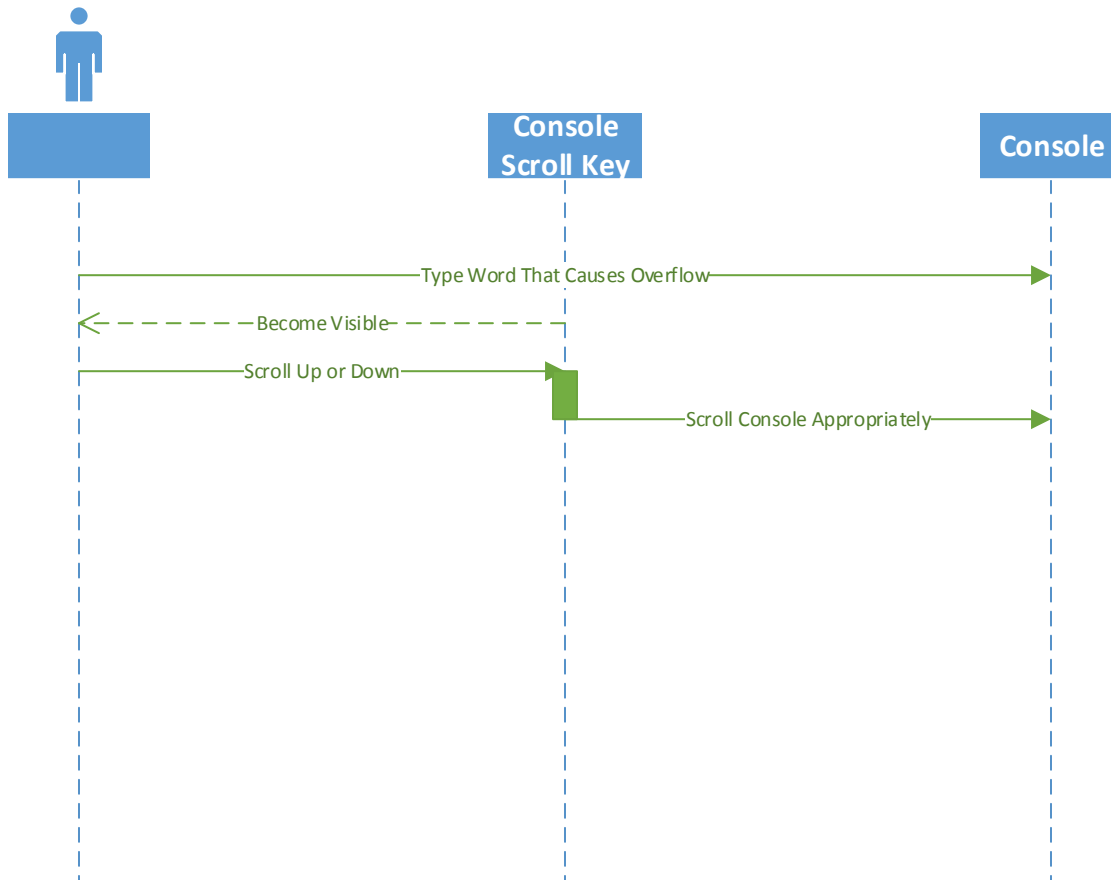 Console
Scroll Key
Console
Type Word That Causes Overflow
Become Visible
Scroll Up or Down
Scroll Console Appropriately